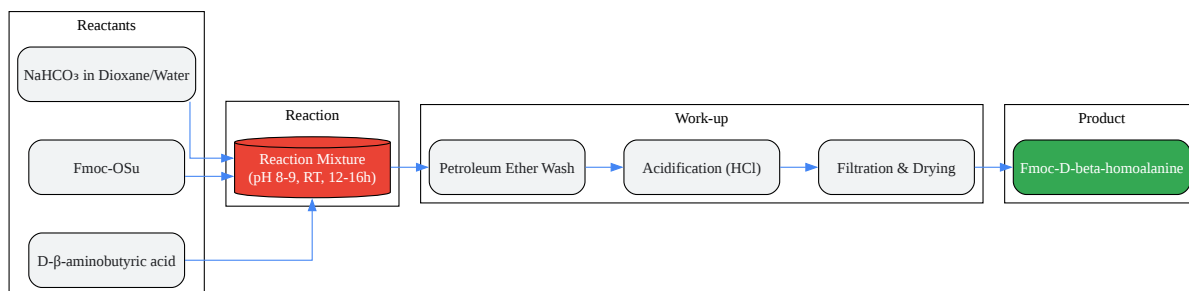 Reactants
NaHCO₃ in Dioxane/Water
Fmoc-OSu
D-β-aminobutyric acid
Reaction
Reaction Mixture
(pH 8-9, RT, 12-16h)
Work-up
Petroleum Ether Wash
Acidification (HCl)
Filtration & Drying
Product
Fmoc-D-beta-homoalanine